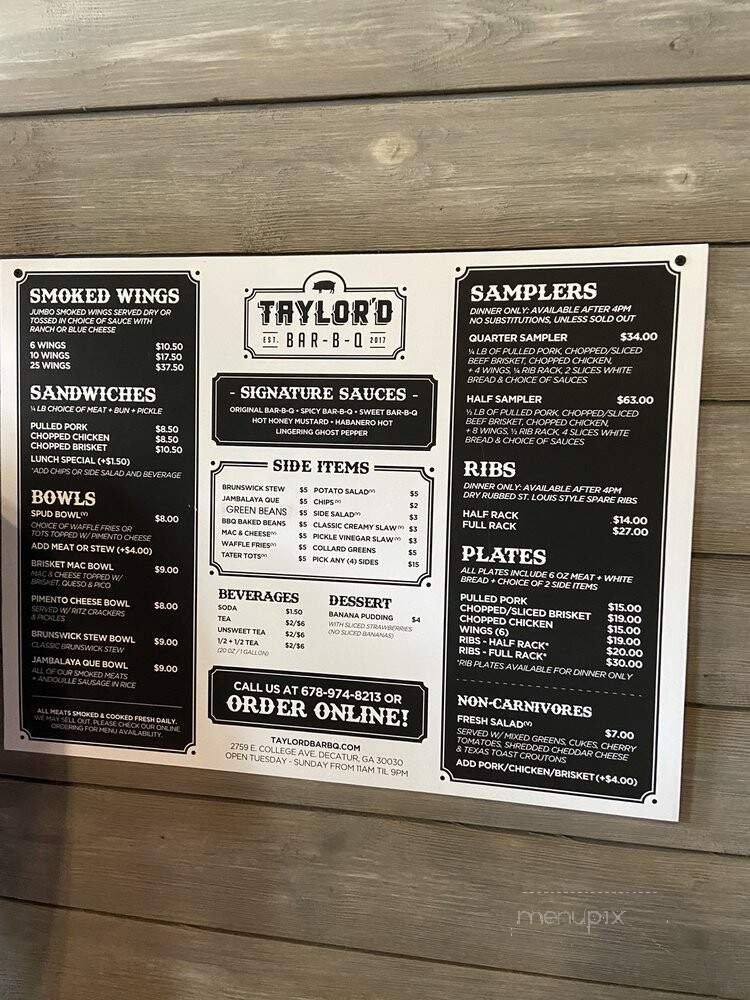 SMOKED WINGS
JUMBO SMOKED WINGS SERVED DRY OR
TOSSED IN CHOICE OF SAUCE WITH
RANCH OR BLUE CHEESE
6 WINGS $10.50
10 WINGS $17.50
25 WINGS $37.50
SANDWICHES
¼ LB CHOICE OF MEAT + BUN + PICKLE
PULLED PORK $8.50
CHOPPED CHICKEN $8.50
CHOPPED BRISKET $10.50
LUNCH SPECIAL (+$1.50)
*ADD CHIPS OR SIDE SALAD AND BEVERAGE
BOWLS
SPUD BOWL(V) $8.00
CHOICE OF WAFFLE FRIES OR
TOTS TOPPED W/ PIMENTO CHEESE
ADD MEAT OR STEW (+$4.00)
BRISKET MAC BOWL $9.00
MAC & CHEESE TOPPED W/
BRISKET, QUESO & PICO
PIMENTO CHEESE BOWL $8.00
SERVED W/ RITZ CRACKERS
& PICKLES
BRUNSWICK STEW BOWL $9.00
CLASSIC BRUNSWICK STEW
JAMBALAYA QUE BOWL $9.00
ALL OF OUR SMOKED MEATS
+ ANDOUILLE SAUSAGE IN RICE
ALL MEATS SMOKED & COOKED FRESH DAILY.
WE MAY SELL OUT. PLEASE CHECK OUR ONLINE
ORDERING FOR MENU AVAILABILITY.
TAYLOR'D
EST. BAR-B-Q 2017
- SIGNATURE SAUCES -
ORIGINAL BAR-B-Q • SPICY BAR-B-Q • SWEET BAR-B-Q
HOT HONEY MUSTARD • HABANERO HOT
LINGERING GHOST PEPPER
SIDE ITEMS
BRUNSWICK STEW $5
JAMBALAYA QUE $5
GREEN BEANS $5
BBQ BAKED BEANS $5
MAC & CHEESE(V) $5
WAFFLE FRIES(V) $5
TATER TOTS(V) $5
POTATO SALAD(V) $5
CHIPS(V) $2
SIDE SALAD(V) $3
CLASSIC CREAMY SLAW(V) $3
PICKLE VINEGAR SLAW(V) $3
COLLARD GREENS $5
PICK ANY (4) SIDES $15
BEVERAGES
SODA $1.50
TEA $2/$6
UNSWEET TEA $2/$6
1/2 + 1/2 TEA $2/$6
(20 OZ / 1 GALLON)
DESSERT
BANANA PUDDING $4
WITH SLICED STRAWBERRIES
(NO SLICED BANANAS)
CALL US AT 678-974-8213 OR
ORDER ONLINE!
TAYLORDBARBQ.COM
2759 E. COLLEGE AVE. DECATUR, GA 30030
OPEN TUESDAY - SUNDAY FROM 11AM TIL 9PM
SAMPLERS
DINNER ONLY: AVAILABLE AFTER 4PM
NO SUBSTITUTIONS, UNLESS SOLD OUT
QUARTER SAMPLER $34.00
¼ LB OF PULLED PORK, CHOPPED/SLICED
BEEF BRISKET, CHOPPED CHICKEN,
+ 4 WINGS, ¼ RIB RACK, 2 SLICES WHITE
BREAD & CHOICE OF SAUCES
HALF SAMPLER $63.00
½ LB OF PULLED PORK, CHOPPED/SLICED
BEEF BRISKET, CHOPPED CHICKEN,
+ 8 WINGS, ½ RIB RACK, 4 SLICES WHITE
BREAD & CHOICE OF SAUCES
RIBS
DINNER ONLY: AVAILABLE AFTER 4PM
DRY RUBBED ST. LOUIS STYLE SPARE RIBS
HALF RACK $14.00
FULL RACK $27.00
PLATES
ALL PLATES INCLUDE 6 OZ MEAT + WHITE
BREAD + CHOICE OF 2 SIDE ITEMS
PULLED PORK $15.00
CHOPPED/SLICED BRISKET $19.00
CHOPPED CHICKEN $15.00
WINGS (6) $19.00
RIBS - HALF RACK* $20.00
RIBS - FULL RACK* $30.00
*RIB PLATES AVAILABLE FOR DINNER ONLY
NON-CARNIVORES
FRESH SALAD(V) $7.00
SERVED W/ MIXED GREENS, CUKES, CHERRY
TOMATOES, SHREDDED CHEDDAR CHEESE
& TEXAS TOAST CROUTONS
ADD PORK/CHICKEN/BRISKET (+$4.00)
menupix